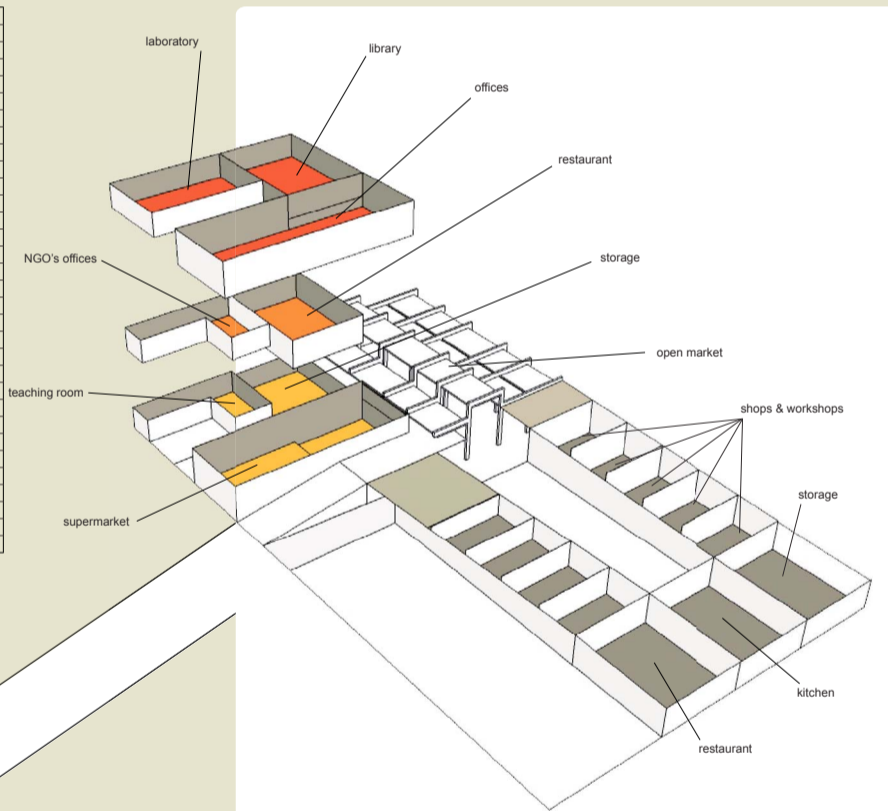 laboratory
library
offices
restaurant
NGO's offices
storage
open market
teaching room
shops & workshops
storage
supermarket
kitchen
restaurant